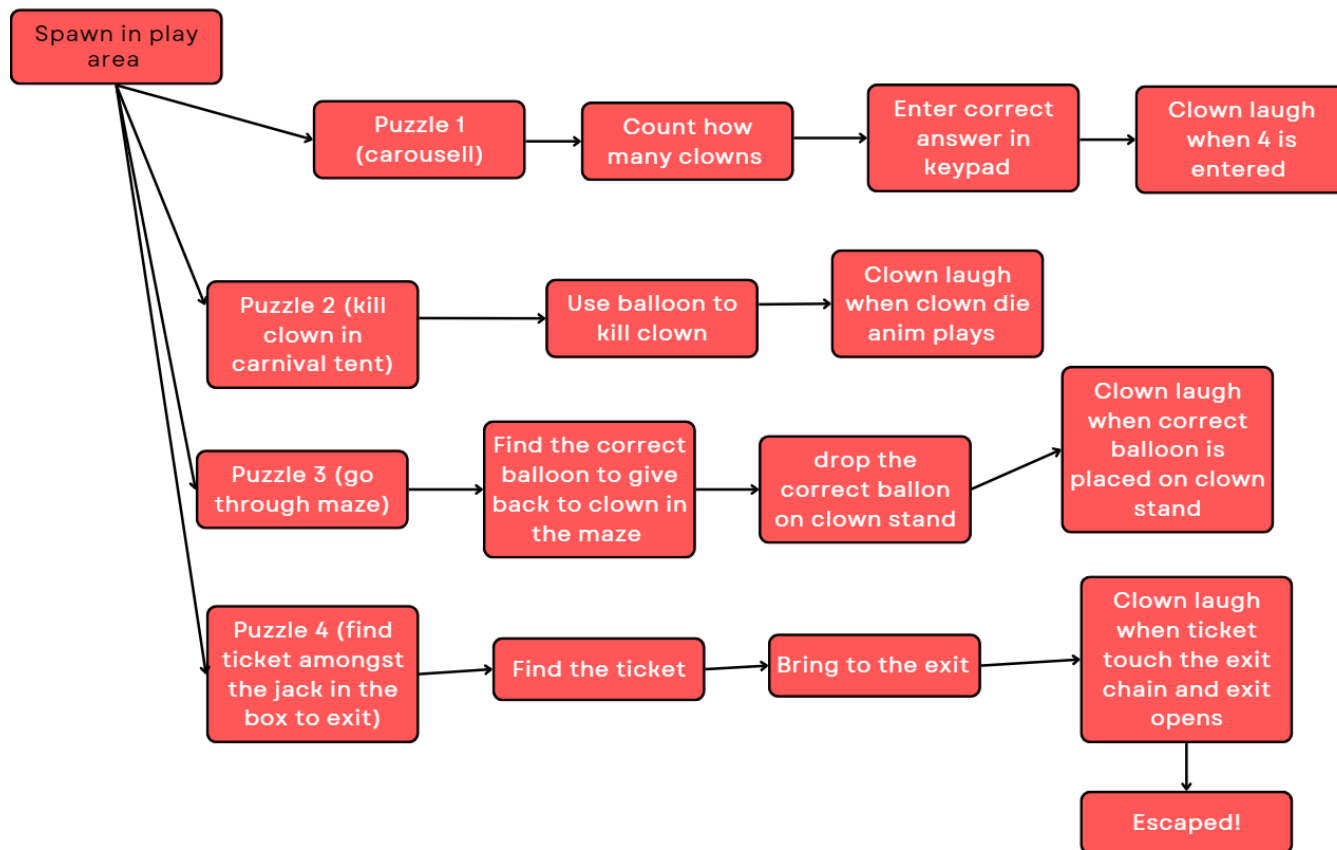 Spawn in play
area
Puzzle 1
(carousell)
Count how
many clowns
Enter correct
answer in
keypad
Clown laugh
when 4 is
entered
Puzzle 2 (kill
clown in
carnival tent)
Use balloon to
kill clown
Clown laugh
when clown die
anim plays
Puzzle 3 (go
through maze)
Find the correct
balloon to give
back to clown in
the maze
drop the
correct ballon
on clown stand
Clown laugh
when correct
balloon is
placed on clown
stand
Puzzle 4 (find
ticket amongst
the jack in the
box to exit)
Find the ticket
Bring to the exit
Clown laugh
when ticket
touch the exit
chain and exit
opens
Escaped!